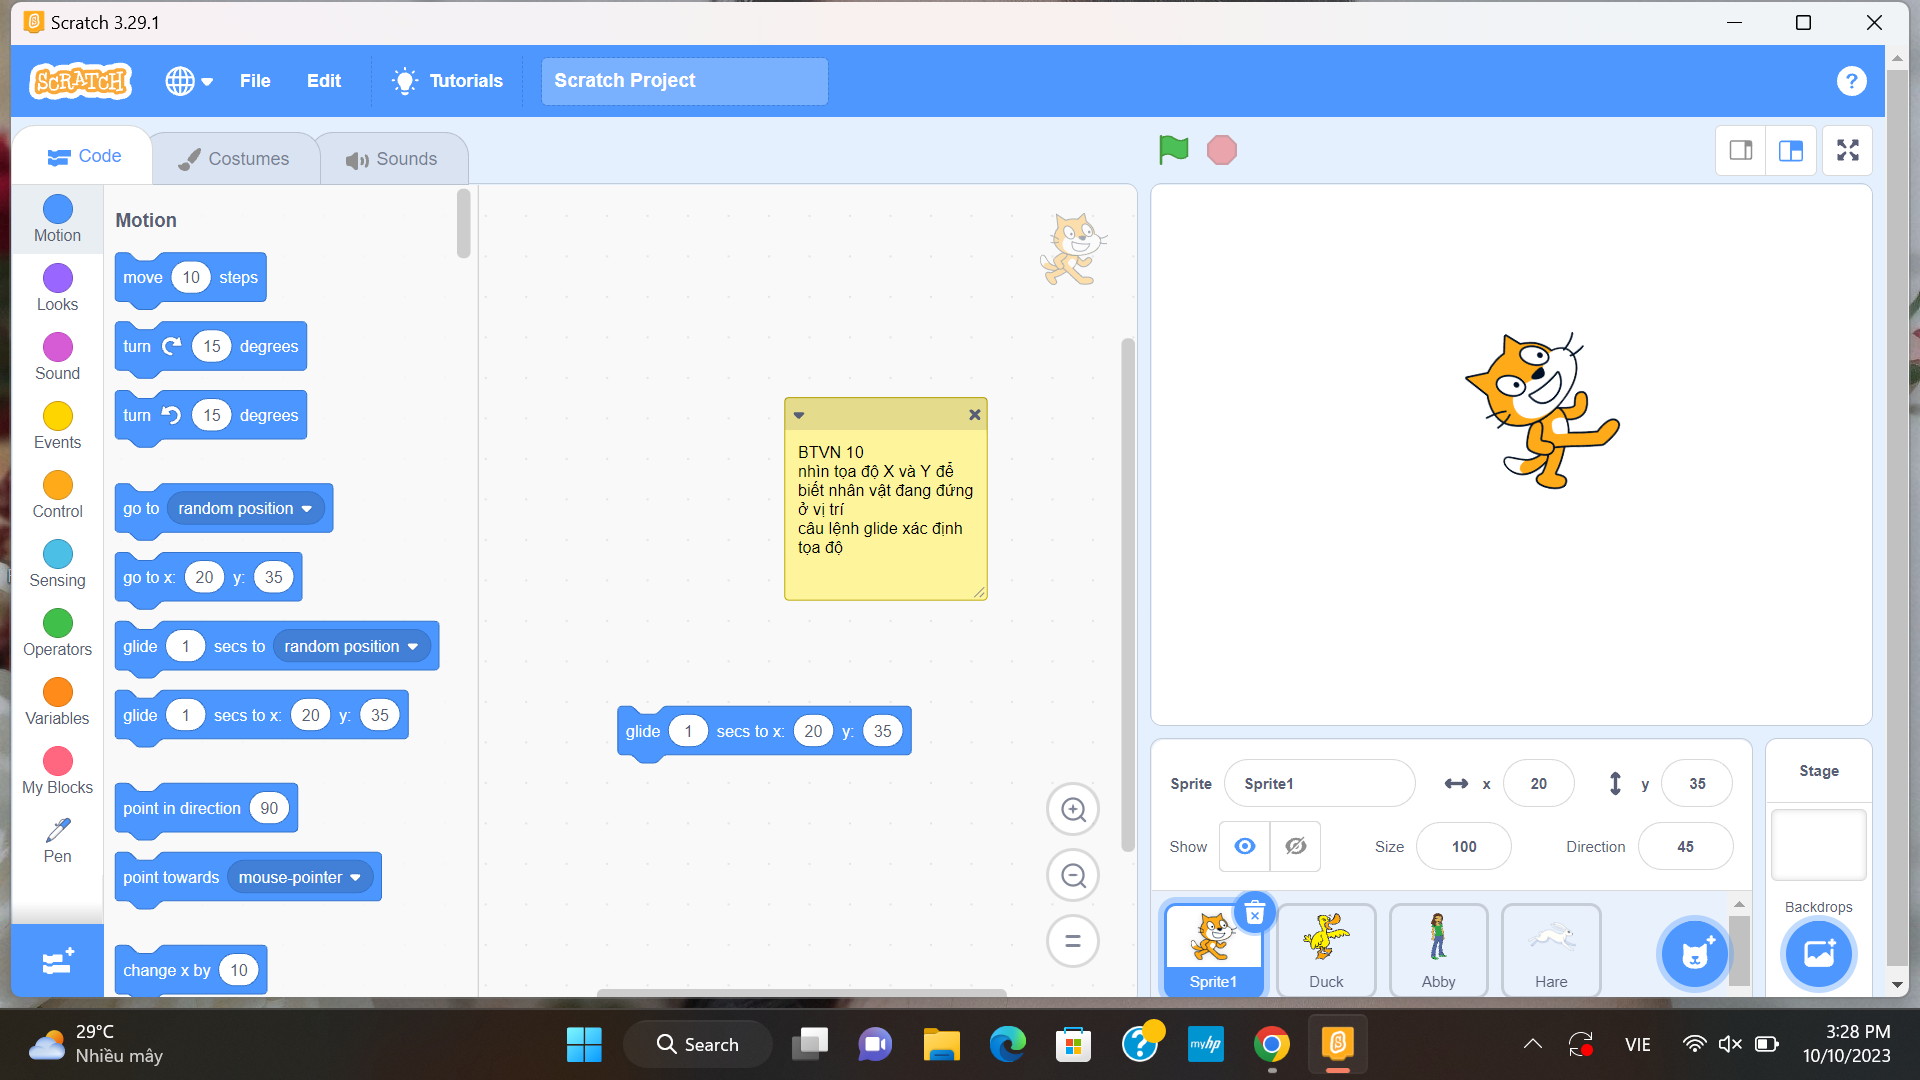 Scratch 3.29.1
SCRATCH
File
Edit
Tutorials
Scratch Project
?
Code
Costumes
Sounds
Motion
Looks
Sound
Events
Control
Sensing
Operators
Variables
My Blocks
Pen
Motion
move 10 steps
turn 15 degrees
turn 15 degrees
go to random position
go to x: 20 y: 35
glide 1 secs to random position
glide 1 secs to x: 20 y: 35
point in direction 90
point towards mouse-pointer
change x by 10
BTVN 10
nhìn tọa độ X và Y để
biết nhân vật đang đứng
ở vị trí
câu lệnh glide xác định
tọa độ
glide 1 secs to x: 20 y: 35
Sprite Sprite1 x 20 y 35
Show Size 100 Direction 45
Sprite1
Duck
Abby
Hare
Stage
Backdrops
29°C
Nhiều mây
Search
?
myhp
VIE
3:28 PM
10/10/2023